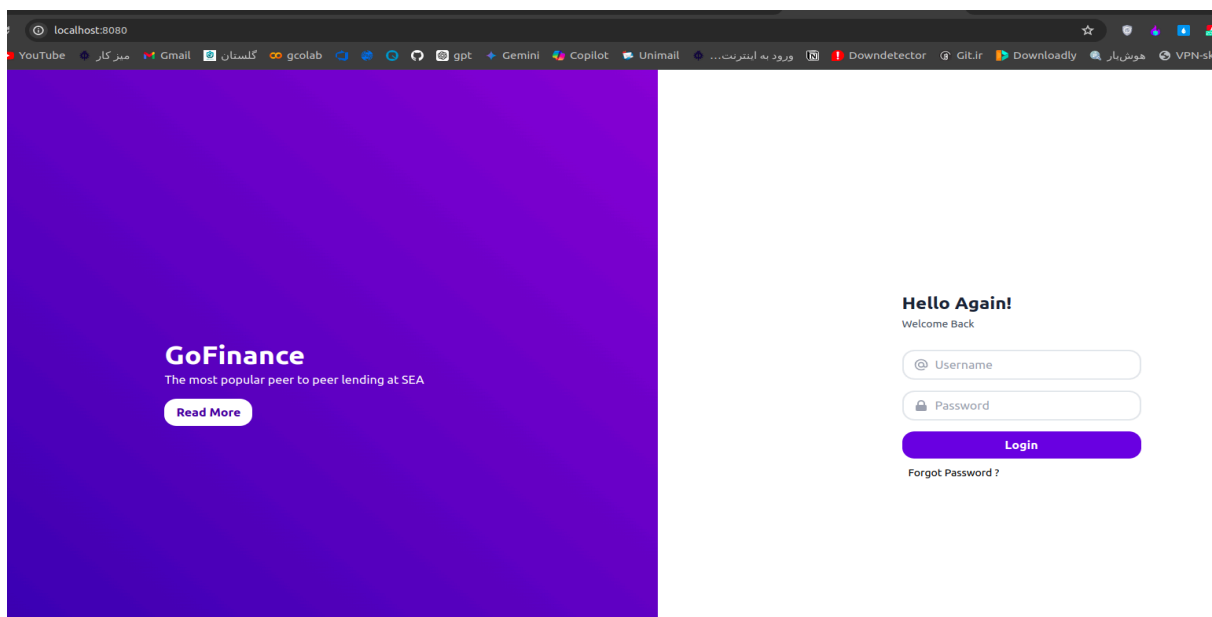 localhost:8080
YouTube میز کار Gmail گلستان gcolab gpt Gemini Copilot Unimail ورود به اینترنت... Downdetector Git.ir Downloadly هوش‌یار VPN-sk
GoFinance
The most popular peer to peer lending at SEA
Read More
Hello Again!
Welcome Back
Username
Password
Login
Forgot Password ?